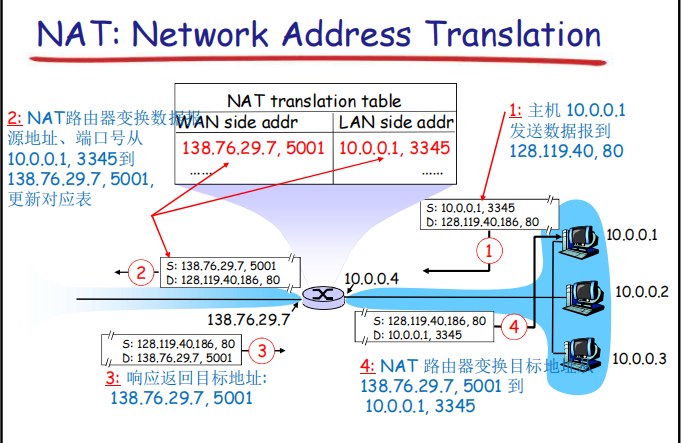 NAT: Network Address Translation
NAT translation table
WAN side addr LAN side addr
138.76.29.7, 5001 10.0.0.1, 3345
…… ……
2: NAT路由器变换数据报
源地址、端口号从
10.0.0.1, 3345到
138.76.29.7, 5001,
更新对应表
1: 主机 10.0.0.1
发送数据报到
128.119.40, 80
S: 10.0.0.1, 3345
D: 128.119.40.186, 80
1
10.0.0.1
S: 138.76.29.7, 5001
D: 128.119.40.186, 80
2
10.0.0.4
10.0.0.2
138.76.29.7
S: 128.119.40.186, 80
D: 10.0.0.1, 3345
4
S: 128.119.40.186, 80
D: 138.76.29.7, 5001
3
10.0.0.3
3: 响应返回目标地址:
138.76.29.7, 5001
4: NAT 路由器变换目标地址从
138.76.29.7, 5001 到
10.0.0.1, 3345